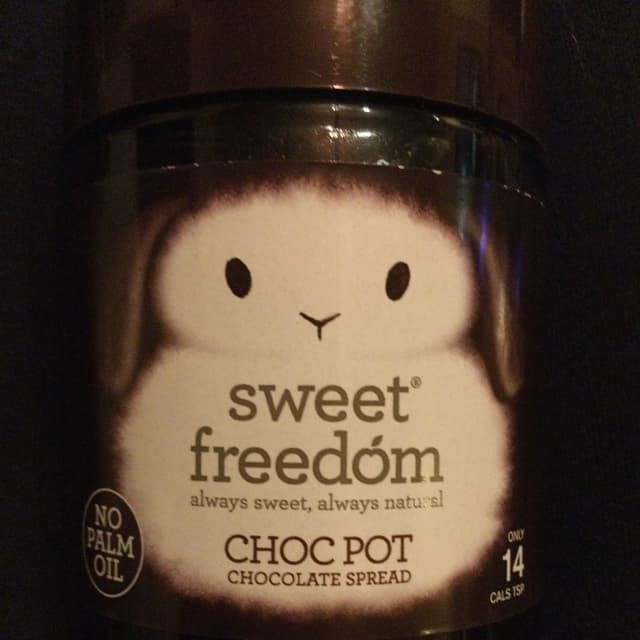 sweet®
freedóm
always sweet, always natural
CHOC POT
CHOCOLATE SPREAD
NO
PALM
OIL
ONLY
14
CALS TSP